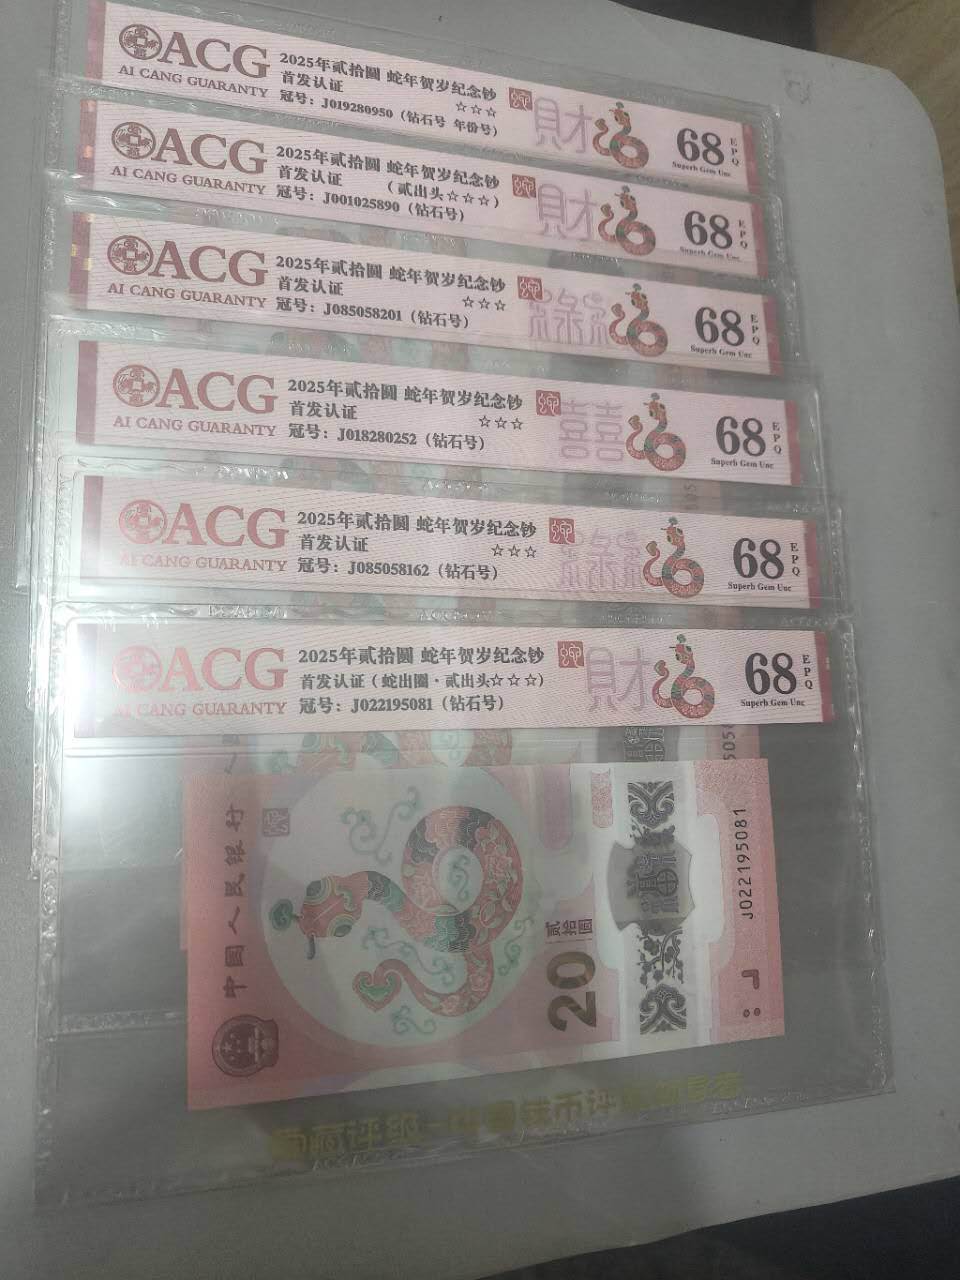 ACG
AI CANG GUARANTY
2025年贰拾圆 蛇年贺岁纪念钞
首发认证 ☆☆☆
冠号：J019280950（钻石号 年份号）
財
68
EPQ
Superb Gem Unc
ACG
AI CANG GUARANTY
2025年贰拾圆 蛇年贺岁纪念钞
首发认证 （贰出头☆☆☆）
冠号：J001025890（钻石号）
財
68
EPQ
Superb Gem Unc
ACG
AI CANG GUARANTY
2025年贰拾圆 蛇年贺岁纪念钞
首发认证 ☆☆☆
冠号：J085058201（钻石号）
68
EPQ
Superb Gem Unc
ACG
AI CANG GUARANTY
2025年贰拾圆 蛇年贺岁纪念钞
首发认证 ☆☆☆
冠号：J018280252（钻石号）
囍
68
EPQ
Superb Gem Unc
ACG
AI CANG GUARANTY
2025年贰拾圆 蛇年贺岁纪念钞
首发认证 ☆☆☆
冠号：J085058162（钻石号）
68
EPQ
Superb Gem Unc
ACG
AI CANG GUARANTY
2025年贰拾圆 蛇年贺岁纪念钞
首发认证（蛇出圈·贰出头☆☆☆）
冠号：J022195081（钻石号）
財
68
EPQ
Superb Gem Unc
中国人民银行
贰拾圆
20
J022195081